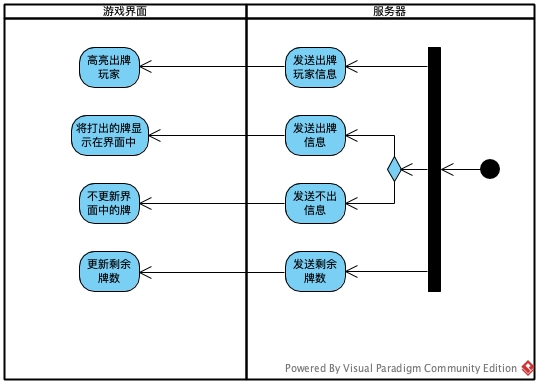 游戏界面
服务器
高亮出牌
玩家
发送出牌
玩家信息
将打出的牌显
示在界面中
发送出牌
信息
不更新界
面中的牌
发送不出
信息
更新剩余
牌数
发送剩余
牌数
Powered By Visual Paradigm Community Edition